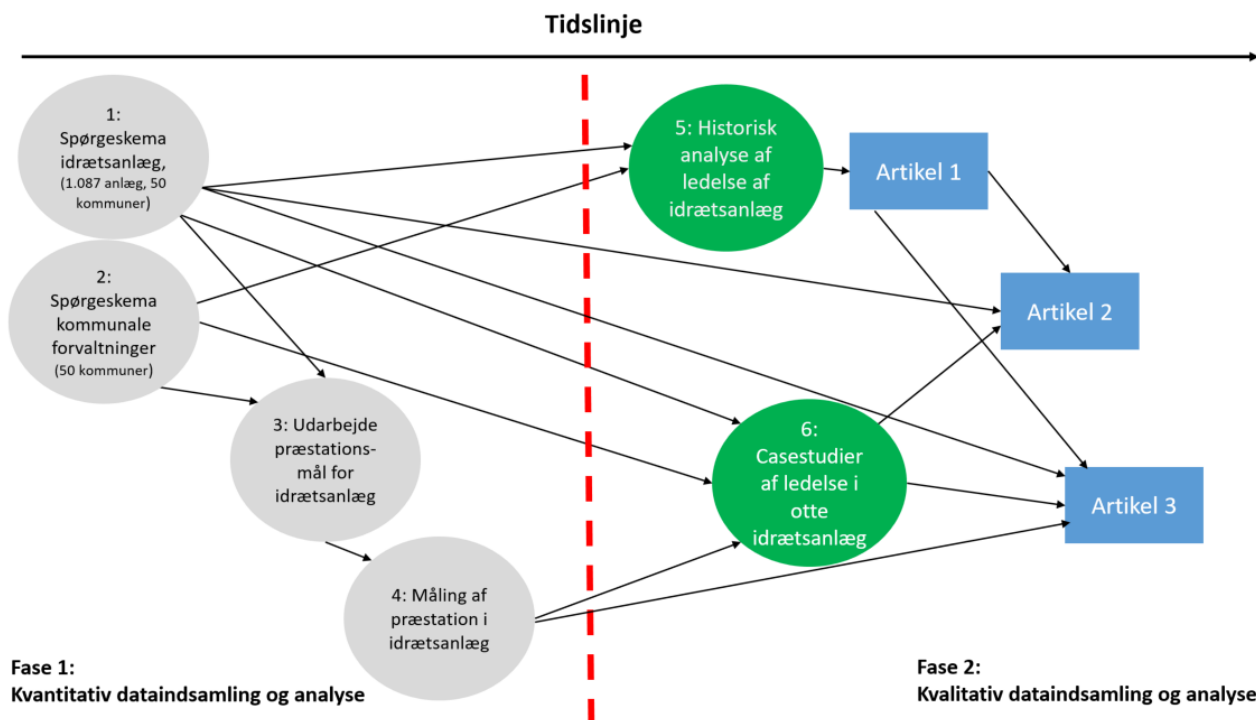 Tidslinje
1:
Spørgeskema
idrætsanlæg,
(1.087 anlæg, 50
kommuner)
2:
Spørgeskema
kommunale
forvaltninger
(50 kommuner)
3: Udarbejde
præstations-
mål for
idrætsanlæg
4: Måling af
præstation i
idrætsanlæg
5: Historisk
analyse af
ledelse af
idrætsanlæg
6:
Casestudier
af ledelse i
otte
idrætsanlæg
Artikel 1
Artikel 2
Artikel 3
Fase 1:
Kvantitativ dataindsamling og analyse
Fase 2:
Kvalitativ dataindsamling og analyse